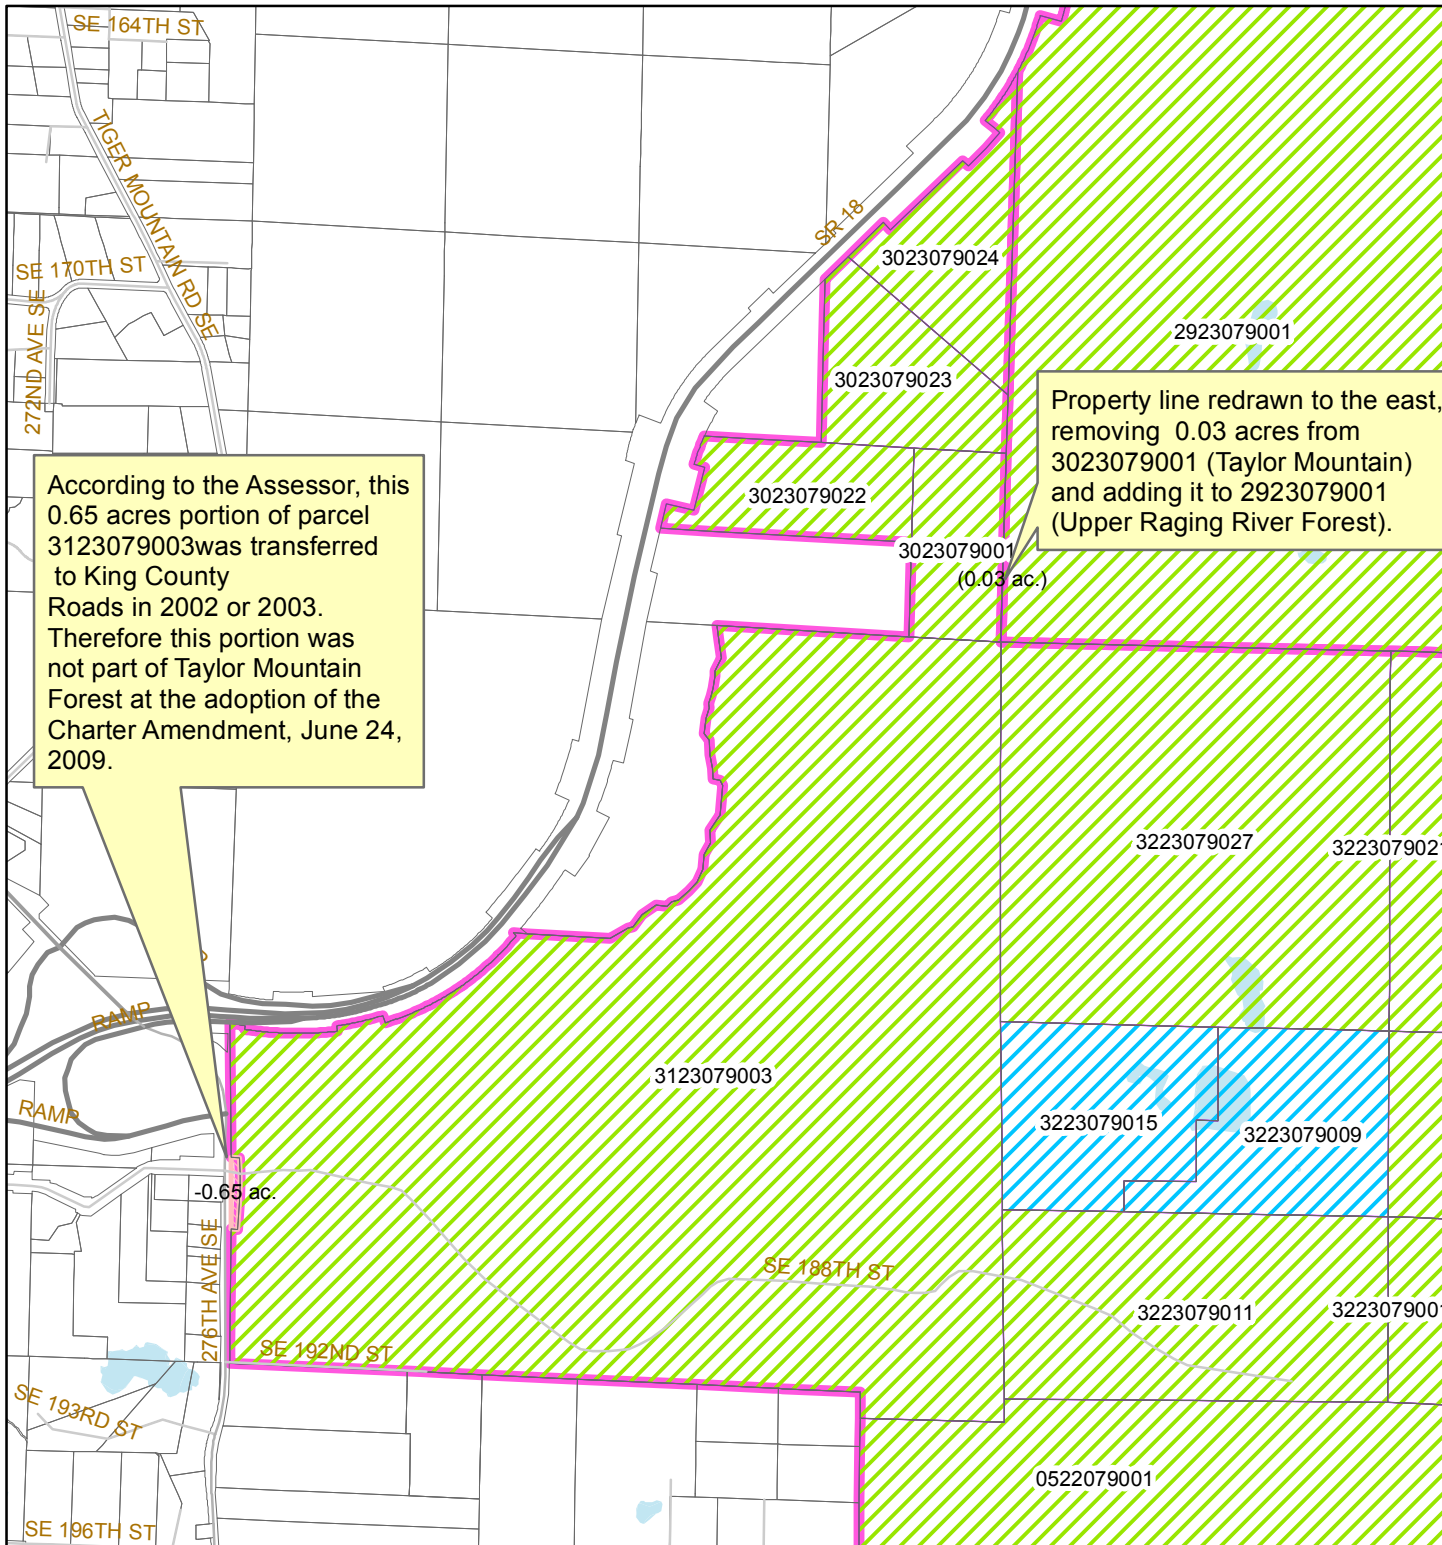 SE 164TH ST
TIGER MOUNTAIN RD SE
SR 18
3023079024
SE 170TH ST
272ND AVE SE
2923079001
3023079023
Property line redrawn to the east,
removing  0.03 acres from
3023079001 (Taylor Mountain)
and adding it to 2923079001
(Upper Raging River Forest).
According to the Assessor, this
0.65 acres portion of parcel
3123079003was transferred
to King County
Roads in 2002 or 2003.
Therefore this portion was
not part of Taylor Mountain
Forest at the adoption of the
Charter Amendment, June 24,
2009.
3023079022
3023079001
(0.03 ac.)
3223079027
RAMP
3123079003
RAMP
3223079015
3223079009
-0.65 ac.
276TH AVE SE
SE 188TH ST
3223079011
SE 192ND ST
SE 193RD ST
0522079001
SE 196TH ST